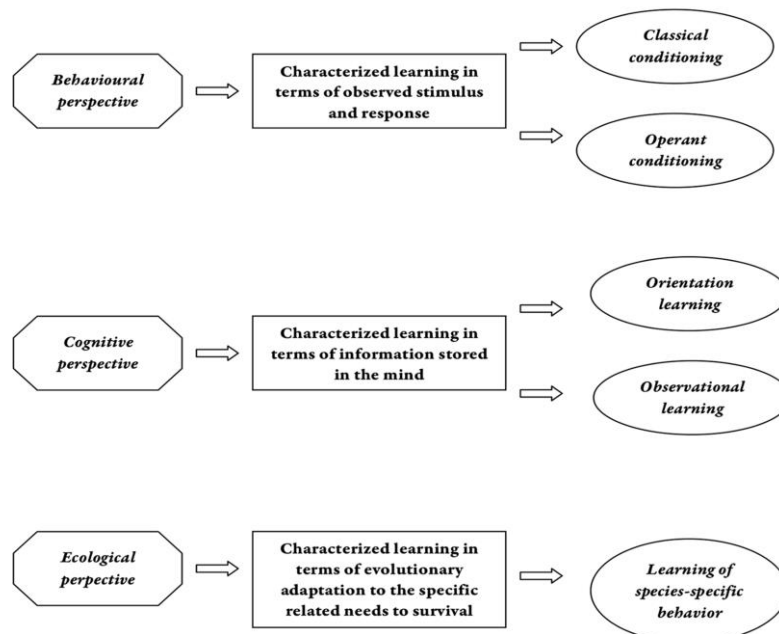 Behavioural
perspective
Characterized learning in
terms of observed stimulus
and response
Classical
conditioning
Operant
conditioning
Cognitive
perspective
Characterized learning in
terms of information stored
in the mind
Orientation
learning
Observational
learning
Ecological
perpective
Characterized learning in
terms of evolutionary
adaptation to the specific
related needs to survival
Learning of
species-specific
behavior